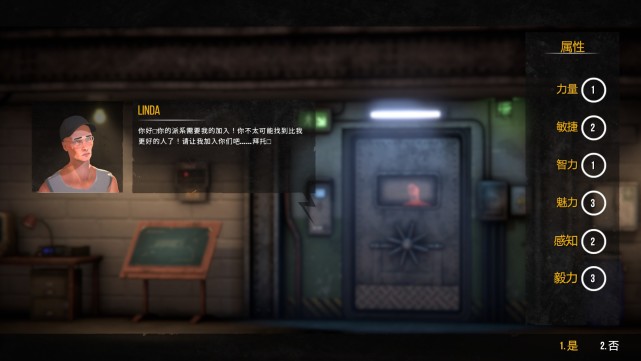 属性
LINDA
你好□你的派系需要我的加入！你不太可能找到比我
更好的人了！请让我加入你们吧……拜托□
力量 1
敏捷 2
智力 1
魅力 3
感知 2
毅力 3
1.是 2.否